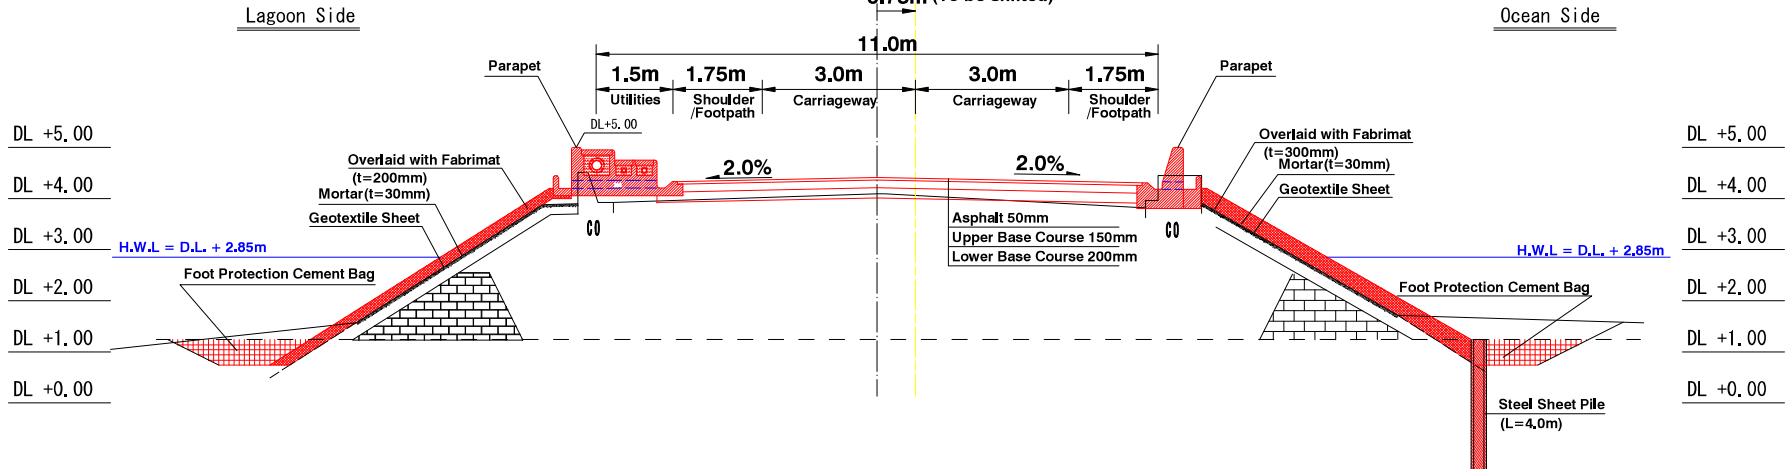 Lagoon Side
(To be shifted)
Ocean Side
11.0m
Parapet
1.5m
1.75m
3.0m
3.0m
1.75m
Parapet
Utilities
Shoulder
/Footpath
Carriageway
Carriageway
Shoulder
/Footpath
DL +5.00
DL+5.00
DL +5.00
Overlaid with Fabrimat
(t=200mm)
Mortar(t=30mm)
Geotextile Sheet
2.0%
2.0%
Overlaid with Fabrimat
(t=300mm)
Mortar(t=30mm)
Geotextile Sheet
DL +4.00
DL +4.00
Asphalt 50mm
Upper Base Course 150mm
Lower Base Course 200mm
CO
CO
DL +3.00
DL +3.00
H.W.L = D.L. + 2.85m
H.W.L = D.L. + 2.85m
Foot Protection Cement Bag
Foot Protection Cement Bag
DL +2.00
DL +2.00
DL +1.00
DL +1.00
DL +0.00
DL +0.00
Steel Sheet Pile
(L=4.0m)